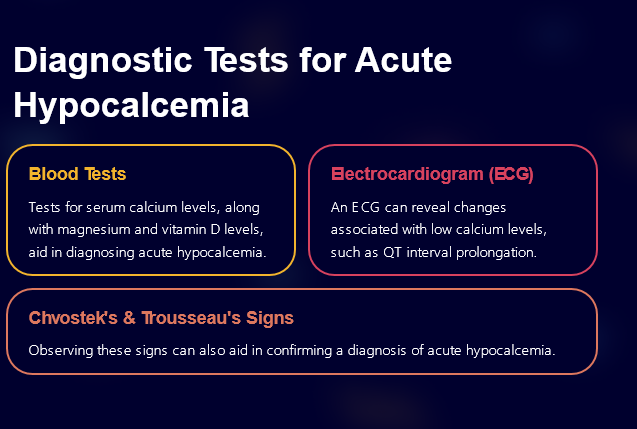 Diagnostic Tests for Acute
Hypocalcemia
Blood Tests
Tests for serum calcium levels, along
with magnesium and vitamin D levels,
aid in diagnosing acute hypocalcemia.
Electrocardiogram (ECG)
An ECG can reveal changes
associated with low calcium levels,
such as QT interval prolongation.
Chvostek's & Trousseau's Signs
Observing these signs can also aid in confirming a diagnosis of acute hypocalcemia.